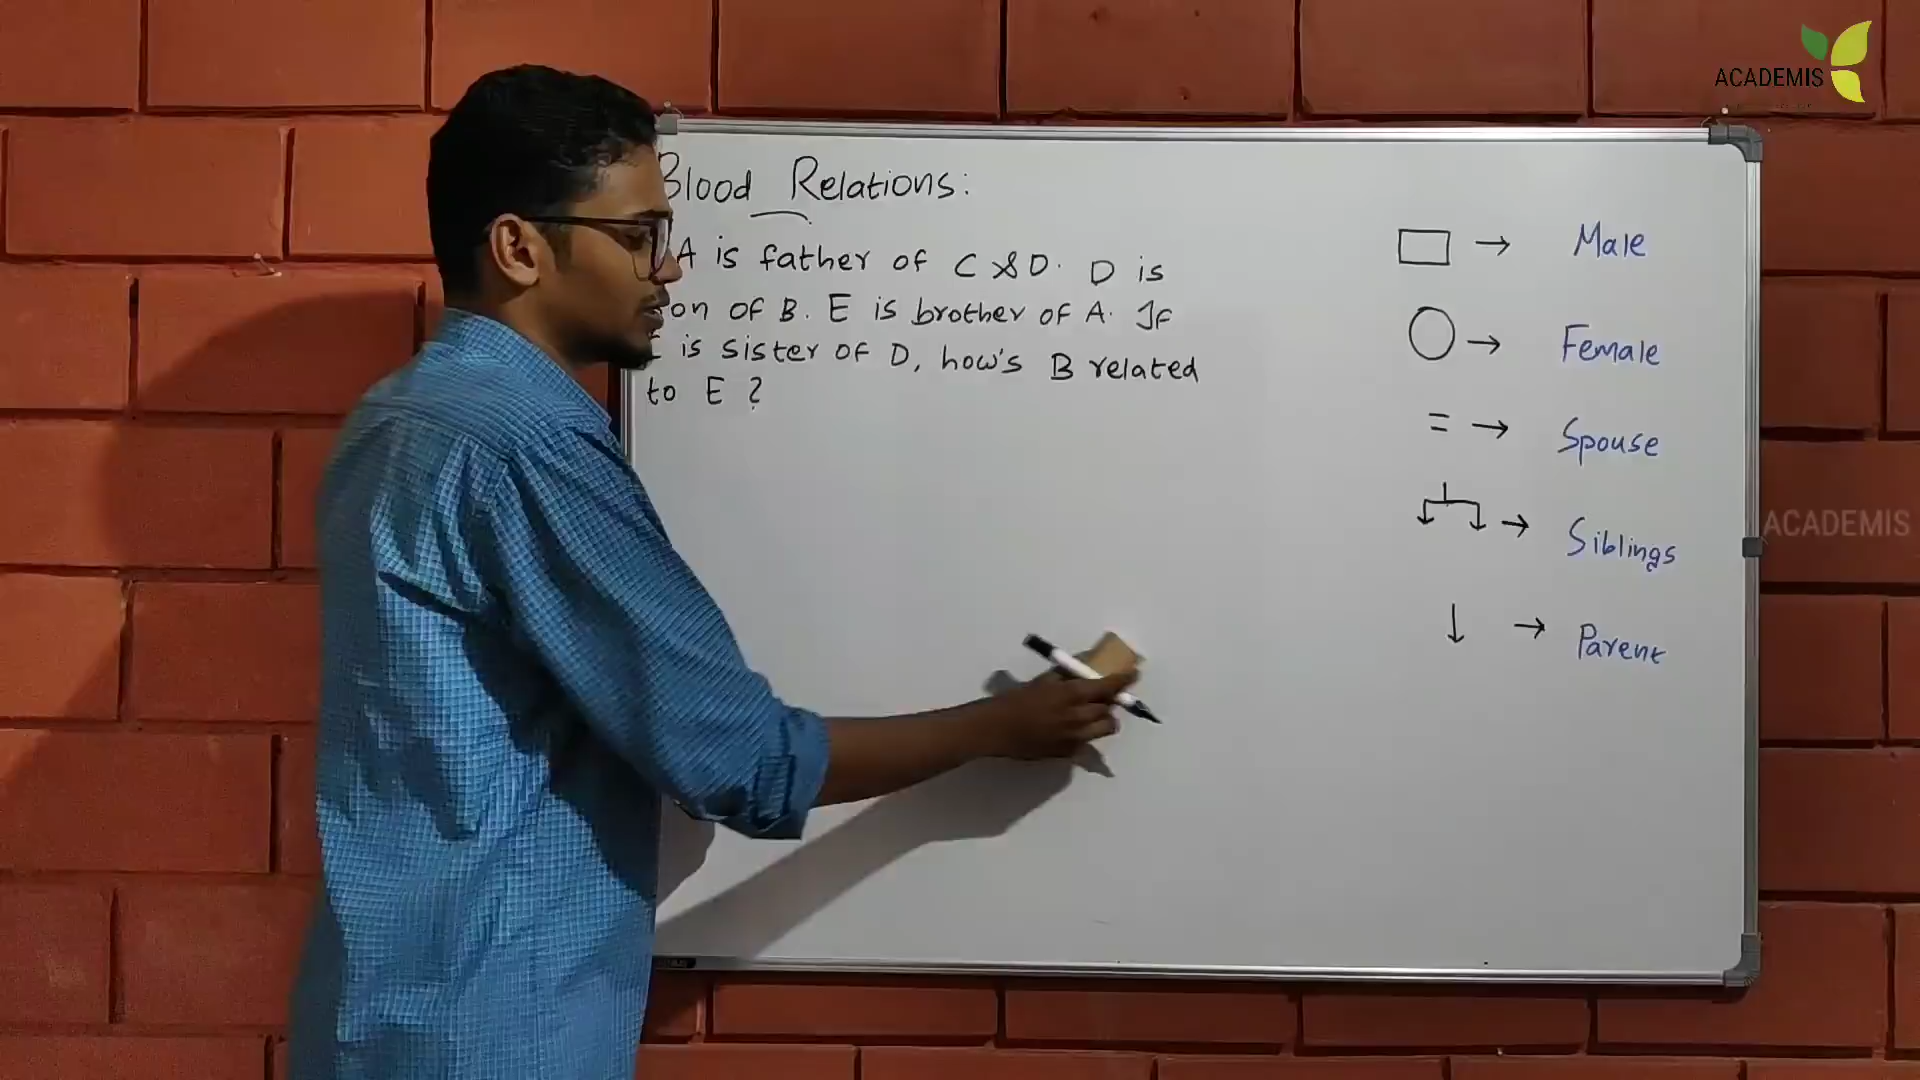 ACADEMIS
Blood Relations:
A is father of C & D. D is
on of B. E is brother of A. If
is sister of D, how's B related
to E ?
→ Male
→ Female
= → Spouse
→ Siblings
↓ → Parent
ACADEMIS